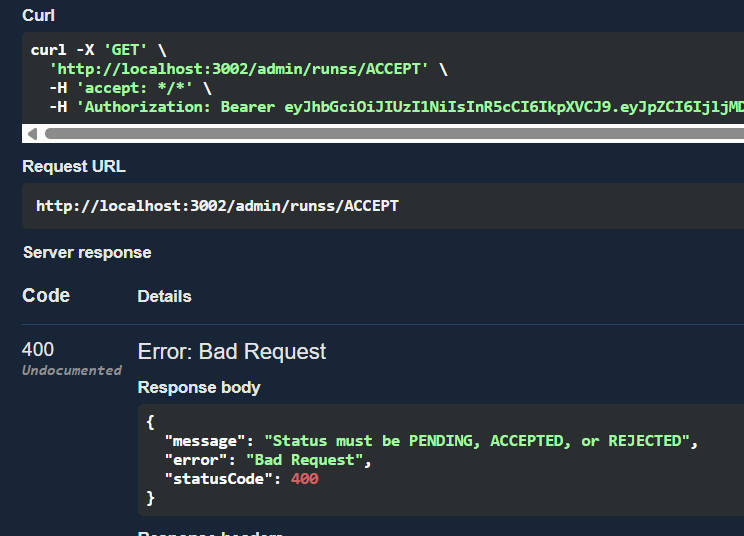 Curl
curl -X 'GET' \
'http://localhost:3002/admin/runss/ACCEPT' \
-H 'accept: */*' \
-H 'Authorization: Bearer
Request URL
http://localhost:3002/admin/runss/ACCEPT
Server response
Code Details
400 Error: Bad Request
Undocumented
Response body
{
"message": "Status must be PENDING, ACCEPTED, or REJECTED",
"error": "Bad Request",
"statusCode": 400
}